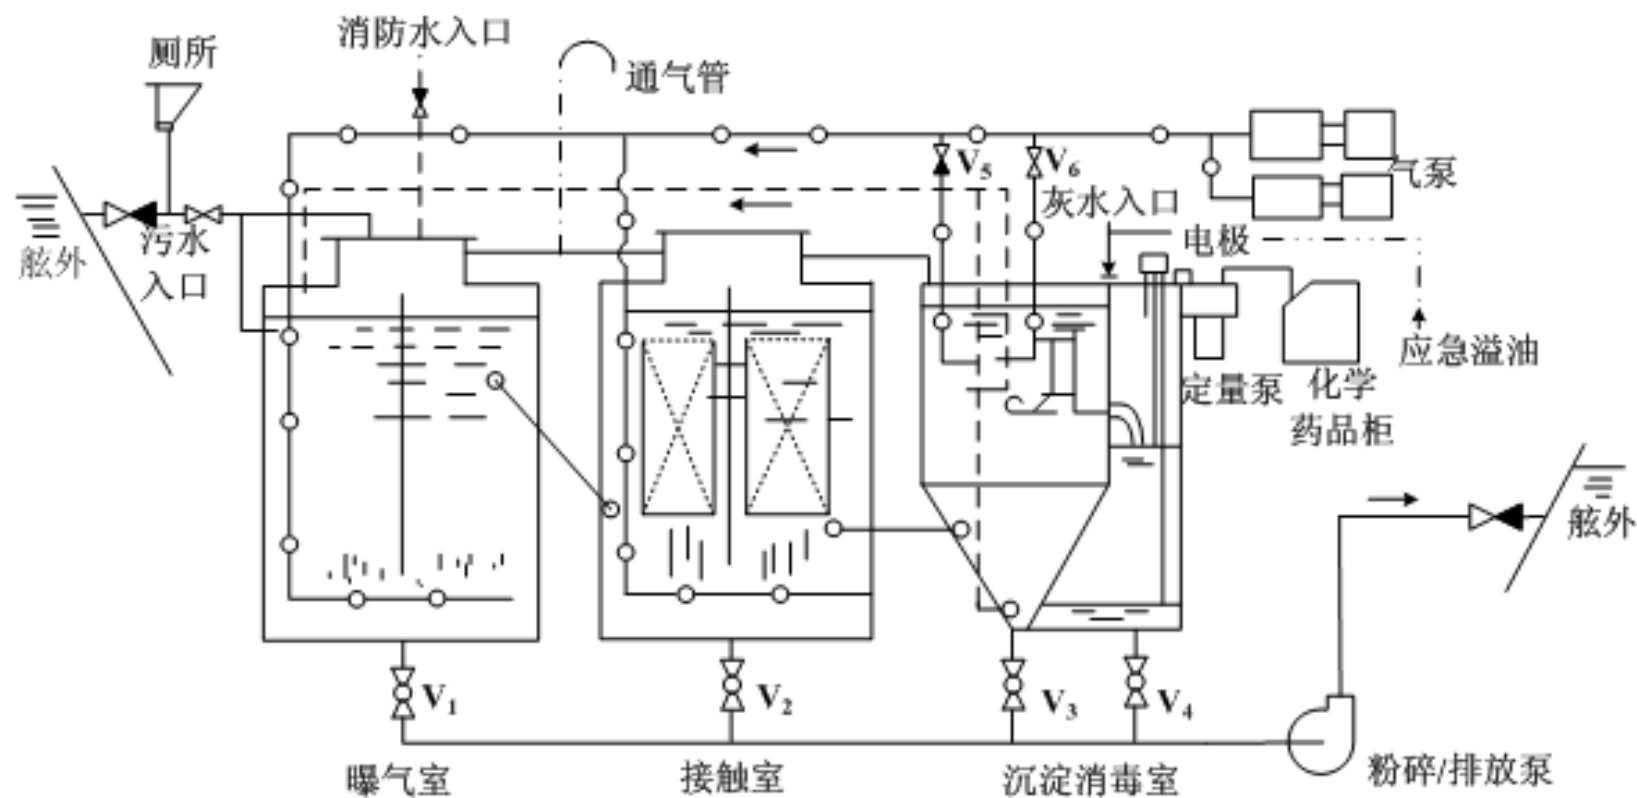 消防水入口
厕所
通气管
V5
V6
气泵
灰水入口
污水
入口
舷外
电极
应急溢油
定量泵
化学
药品柜
舷外
V1
V2
V3
V4
曝气室
接触室
沉淀消毒室
粉碎/排放泵